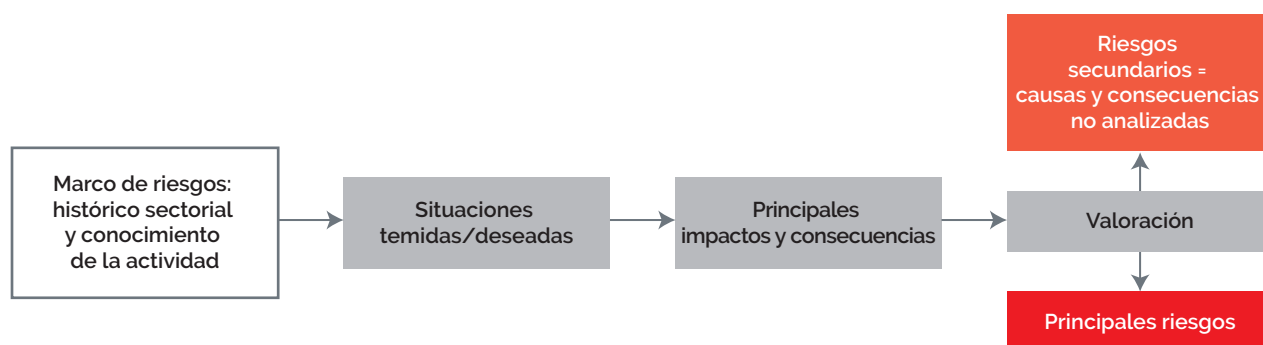 Marco de riesgos:
histórico sectorial
y conocimiento
de la actividad
Situaciones
temidas/deseadas
Principales
impactos y consecuencias
Riesgos
secundarios =
causas y consecuencias
no analizadas
Valoración
Principales riesgos